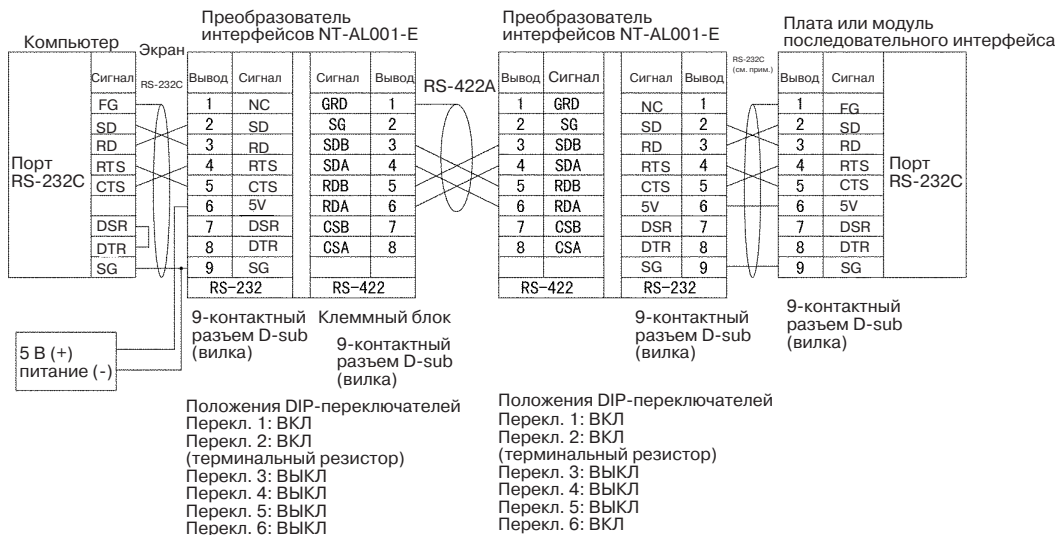 Компьютер
Экран
Преобразователь
интерфейсов NT-AL001-E
Преобразователь
интерфейсов NT-AL001-E
Плата или модуль
последовательного интерфейса
Порт
RS-232C
Сигнал
FG
SD
RD
RTS
CTS
DSR
DTR
SG
RS-232C
Вывод Сигнал
1 NC
2 SD
3 RD
4 RTS
5 CTS
6 5V
7 DSR
8 DTR
9 SG
RS-232
Сигнал Вывод
GRD 1
SG 2
SDB 3
SDA 4
RDB 5
RDA 6
CSB 7
CSA 8
RS-422
RS-422A
Вывод Сигнал
1 GRD
2 SG
3 SDB
4 SDA
5 RDB
6 RDA
7 CSB
8 CSA
RS-422
Сигнал Вывод
NC 1
SD 2
RD 3
RTS 4
CTS 5
5V 6
DSR 7
DTR 8
SG 9
RS-232
RS-232C
(см. прим.)
Вывод Сигнал
1 FG
2 SD
3 RD
4 RTS
5 CTS
6 5V
7 DSR
8 DTR
9 SG
Порт
RS-232C
5 В (+)
питание (-)
9-контактный
разъем D-sub
(вилка)
Клеммный блок
9-контактный
разъем D-sub
(вилка)
9-контактный
разъем D-sub
(вилка)
9-контактный
разъем D-sub
(вилка)
Положения DIP-переключателей
Перекл. 1: ВКЛ
Перекл. 2: ВКЛ
(терминальный резистор)
Перекл. 3: ВЫКЛ
Перекл. 4: ВЫКЛ
Перекл. 5: ВЫКЛ
Перекл. 6: ВЫКЛ
Положения DIP-переключателей
Перекл. 1: ВКЛ
Перекл. 2: ВКЛ
(терминальный резистор)
Перекл. 3: ВЫКЛ
Перекл. 4: ВЫКЛ
Перекл. 5: ВЫКЛ
Перекл. 6: ВКЛ